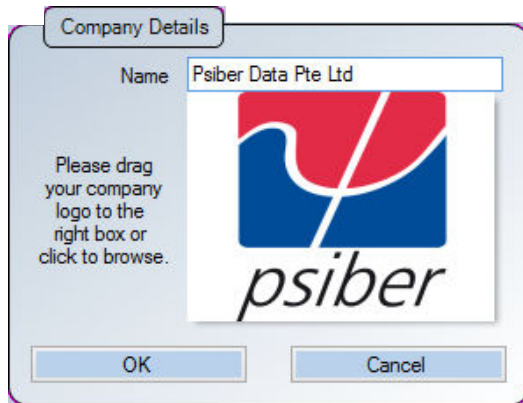 Company Details
Name
Psiber Data Pte Ltd
Please drag
your company
logo to the
right box or
click to browse.
psiber
OK
Cancel